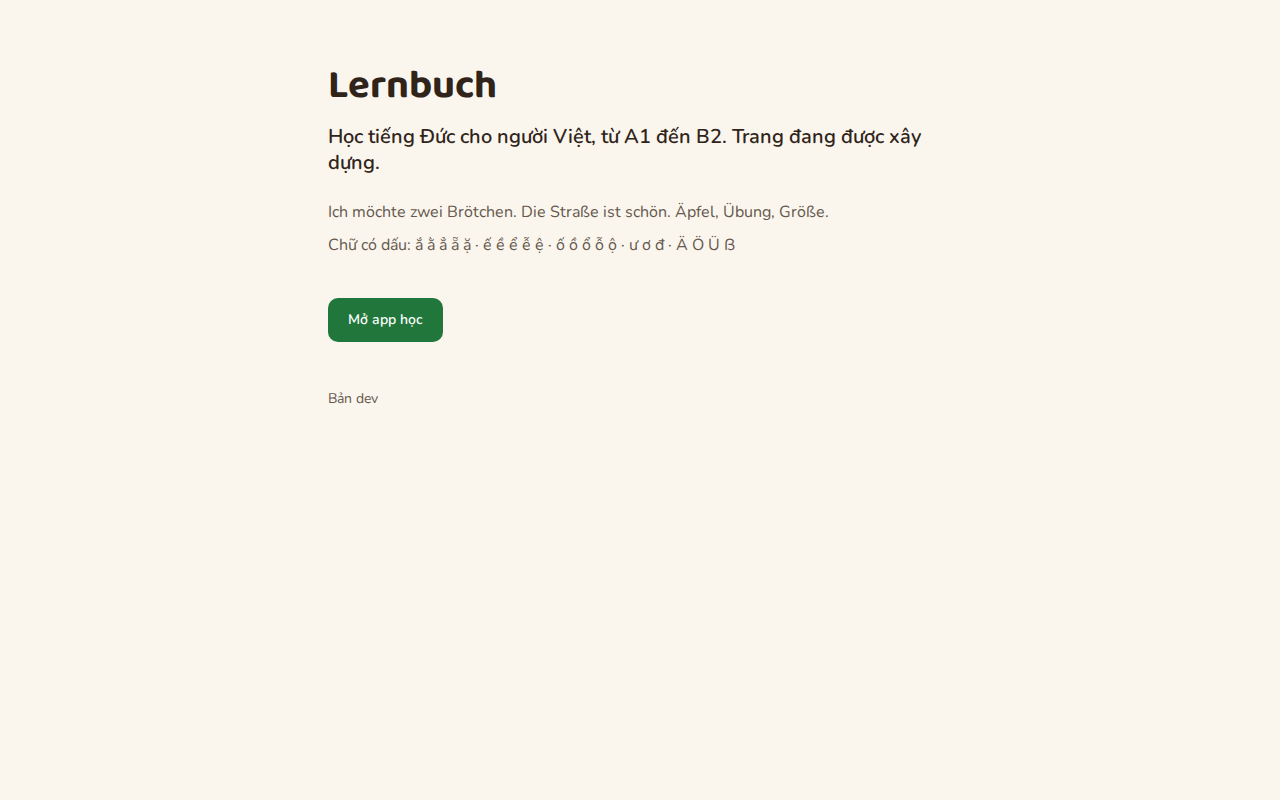 Lernbuch
Học tiếng Đức cho người Việt, từ A1 đến B2. Trang đang được xây
dựng.
Ich möchte zwei Brötchen. Die Straße ist schön. Äpfel, Übung, Größe.
Chữ có dấu: ắ ằ ẳ ẵ ặ · ế ề ể ễ ệ · ố ồ ổ ỗ ộ · ư ơ đ · Ä Ö Ü ẞ
Mở app học
Bản dev